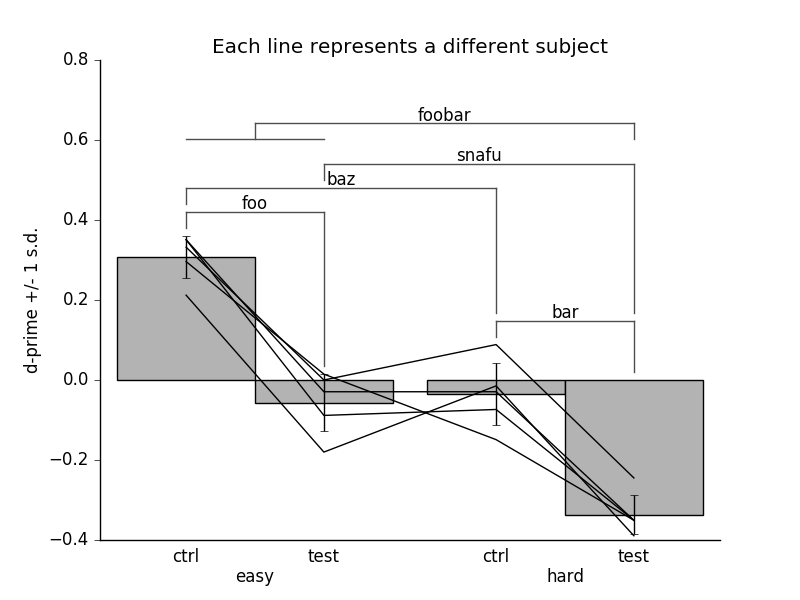 Each line represents a different subject
d-prime +/- 1 s.d.
0.8
0.6
0.4
0.2
0.0
−0.2
−0.4
foobar
snafu
baz
foo
bar
ctrl test ctrl test
easy hard